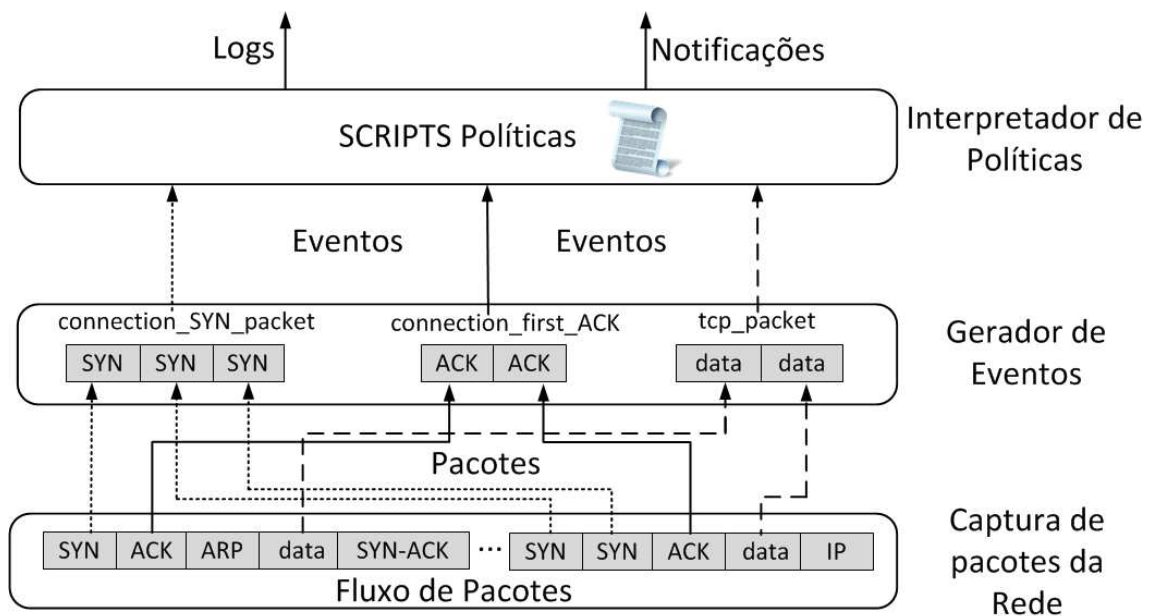 Logs
Notificações
SCRIPTS Políticas
Interpretador de
Políticas
Eventos
Eventos
connection_SYN_packet
connection_first_ACK
tcp_packet
SYN SYN SYN
ACK ACK
data data
Gerador de
Eventos
Pacotes
SYN ACK ARP data SYN-ACK ... SYN SYN ACK data IP
Fluxo de Pacotes
Captura de
pacotes da
Rede